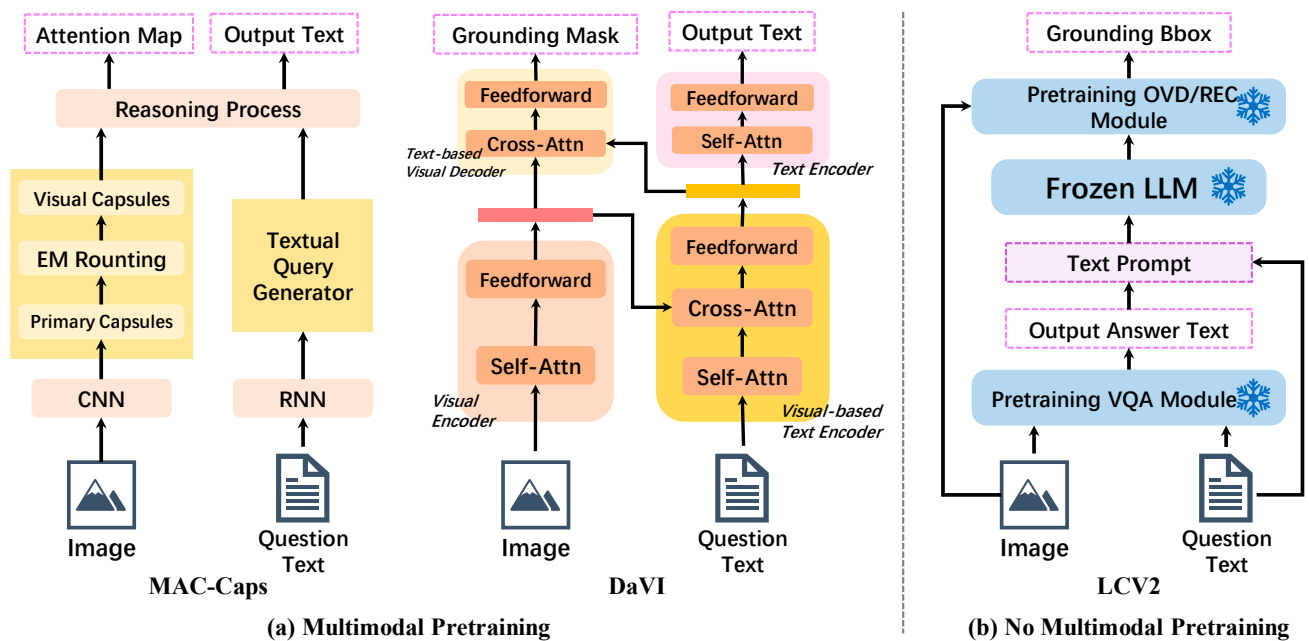 Attention Map
Output Text
Reasoning Process
Visual Capsules
EM Rounting
Primary Capsules
Textual
Query
Generator
CNN
RNN
Image
Question
Text
MAC-Caps
Grounding Mask
Output Text
Feedforward
Cross-Attn
Text-based
Visual Decoder
Feedforward
Self-Attn
Text Encoder
Feedforward
Self-Attn
Visual
Encoder
Feedforward
Cross-Attn
Self-Attn
Visual-based
Text Encoder
Image
Question
Text
DaVI
(a) Multimodal Pretraining
Grounding Bbox
Pretraining OVD/REC
Module
Frozen LLM
Text Prompt
Output Answer Text
Pretraining VQA Module
Image
Question
Text
LCV2
(b) No Multimodal Pretraining